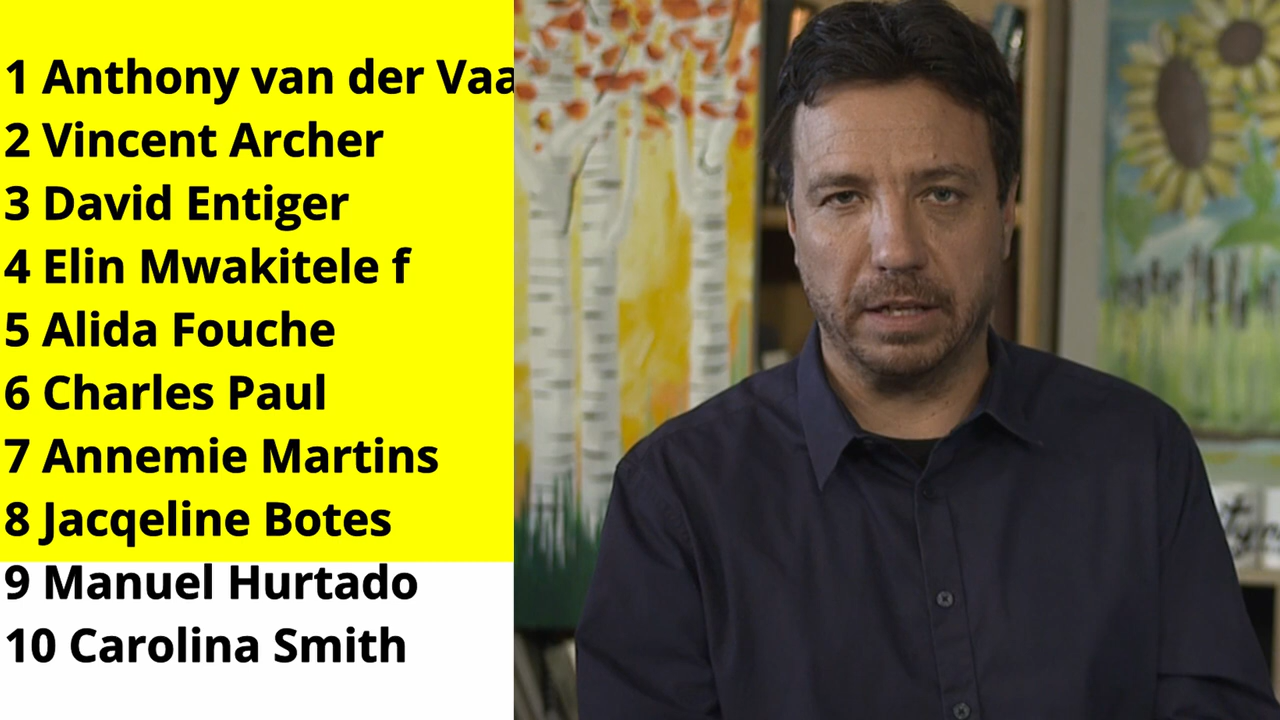 1 Anthony van der Vaa
2 Vincent Archer
3 David Entiger
4 Elin Mwakitele f
5 Alida Fouche
6 Charles Paul
7 Annemie Martins
8 Jacqeline Botes
9 Manuel Hurtado
10 Carolina Smith